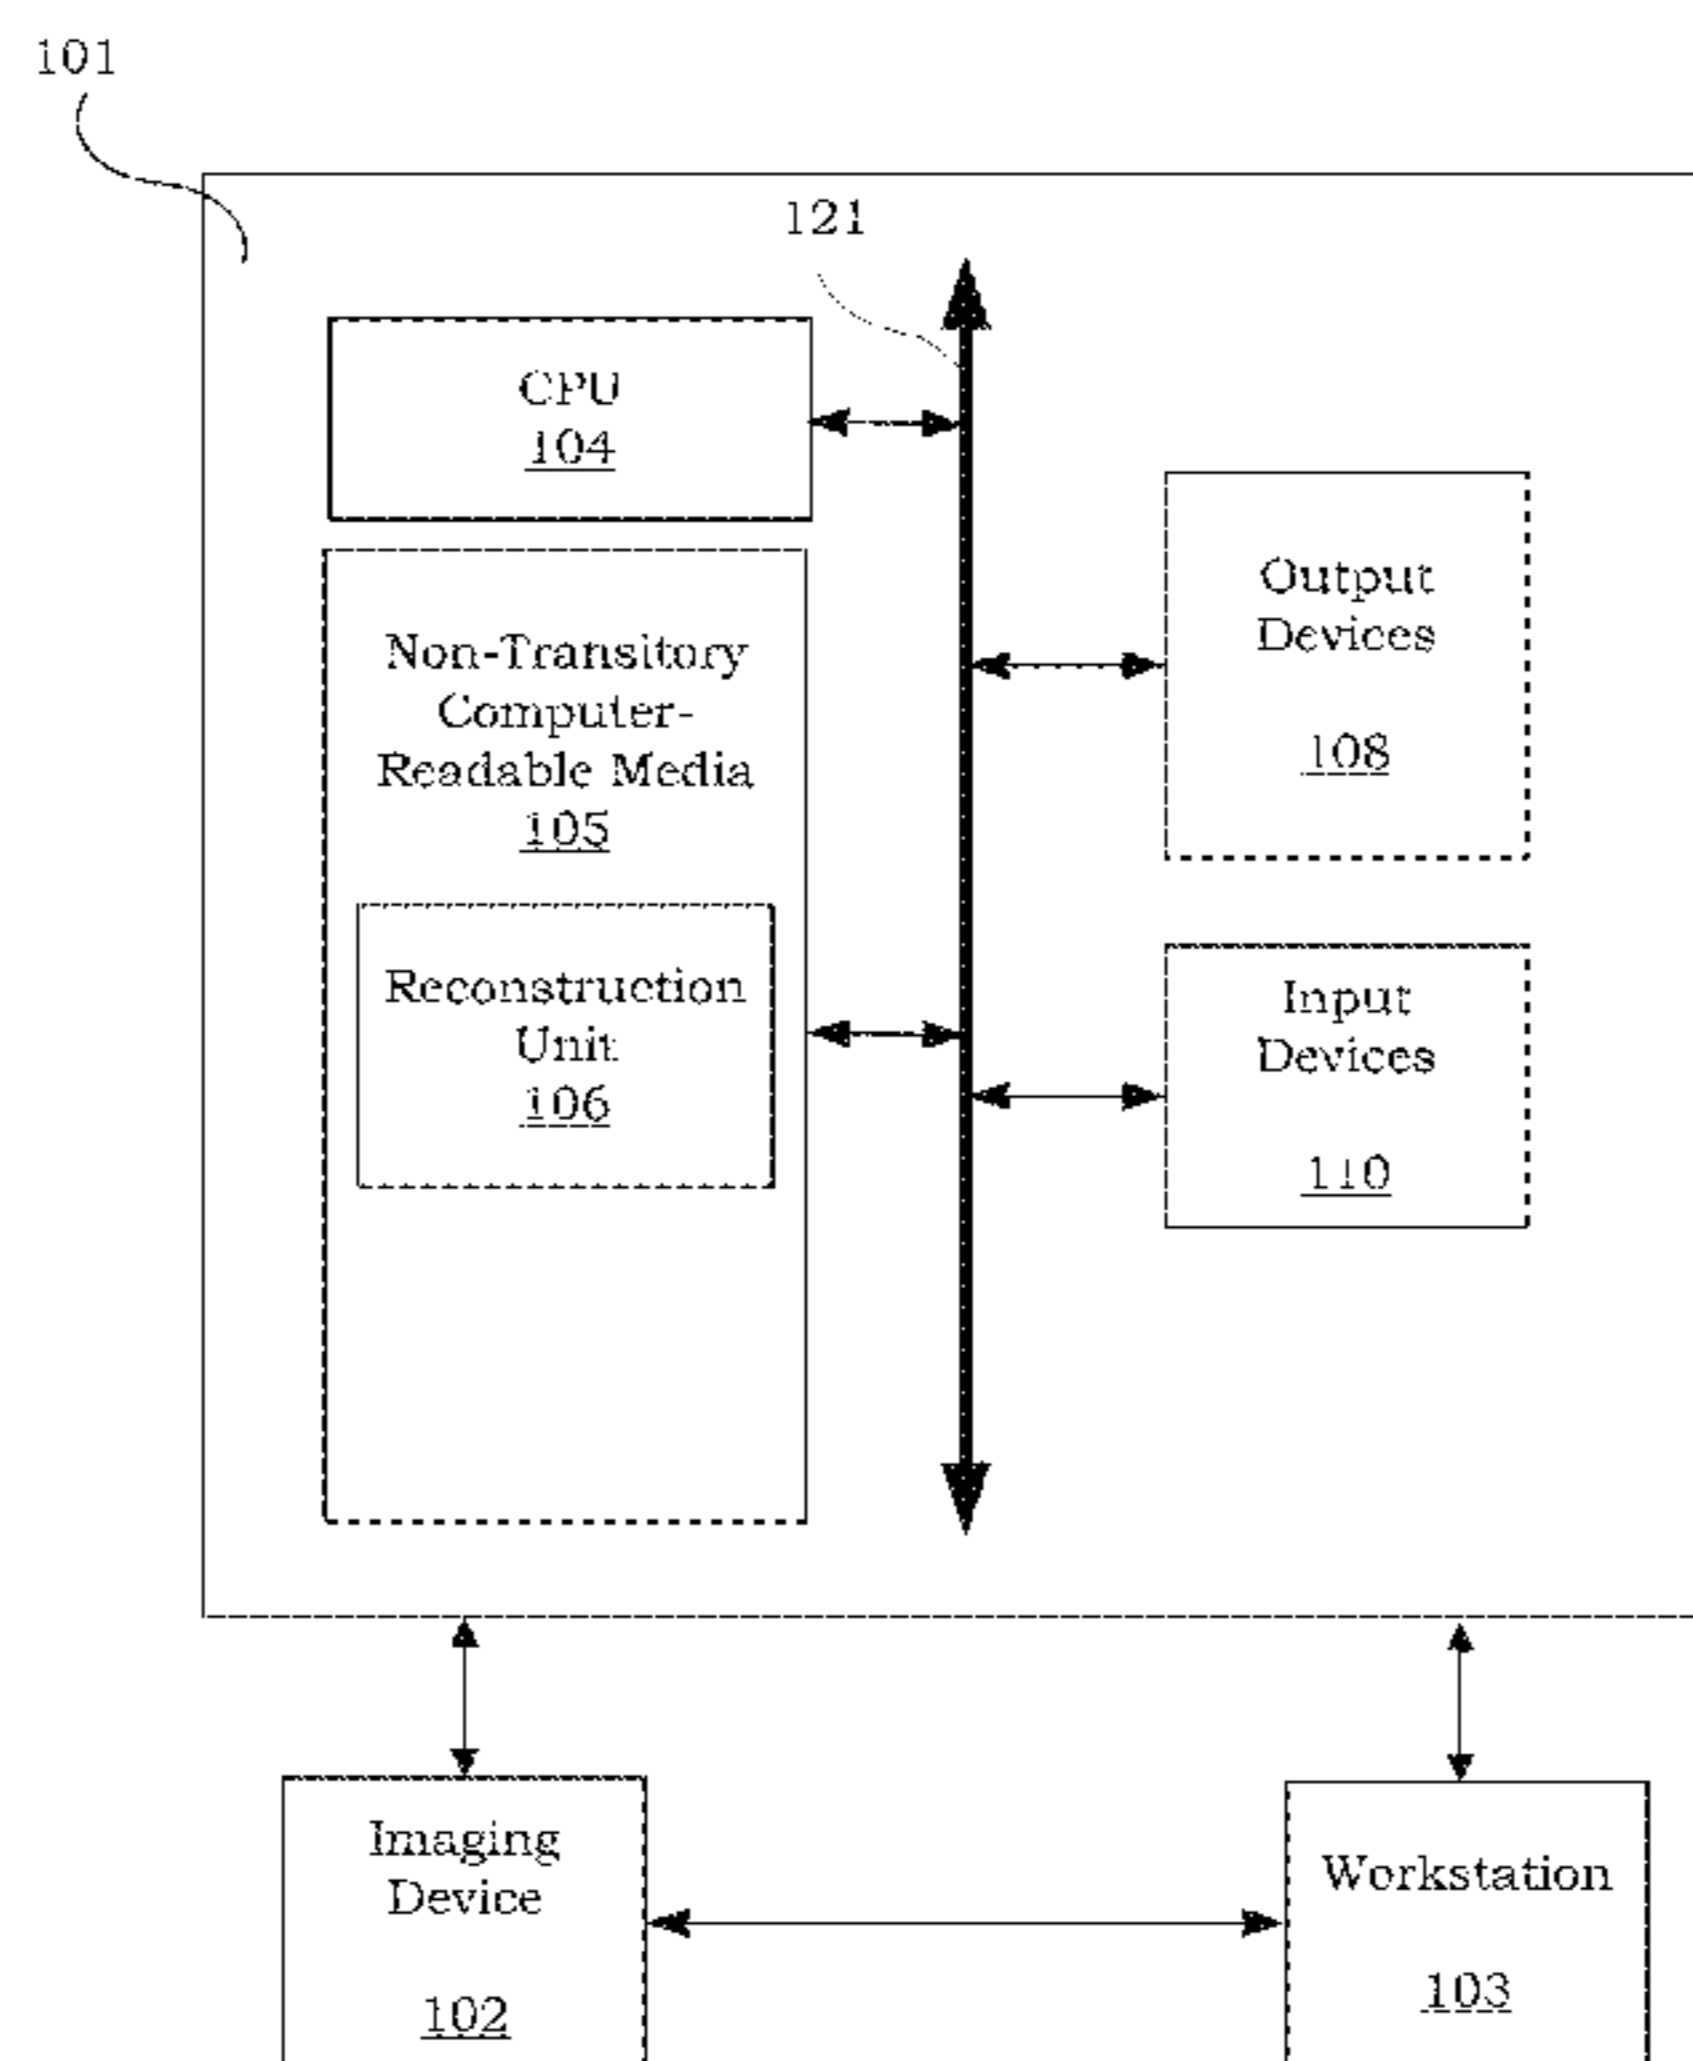 101
121
CPU
104
Non-Transitory
Computer-
Readable Media
105
Reconstruction
Unit
106
Output
Devices
108
Input
Devices
110
Imaging
Device
102
Workstation
103